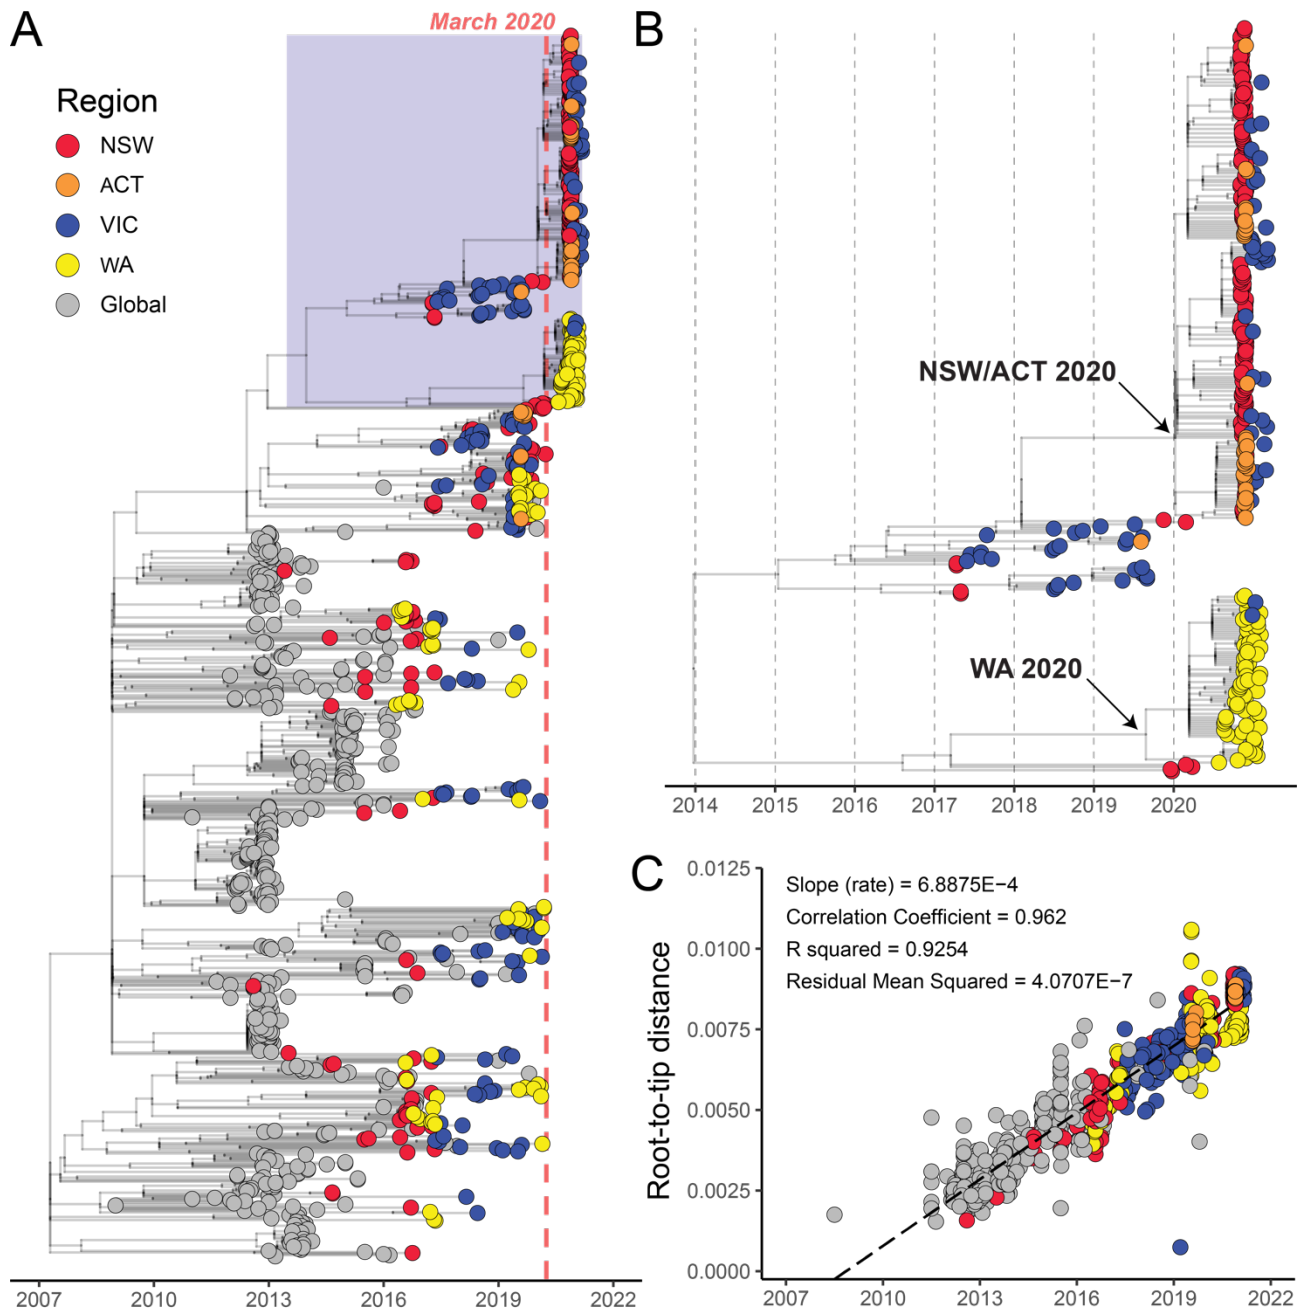 A
March 2020
Region
NSW
ACT
VIC
WA
Global
2007 2010 2013 2016 2019 2022
B
NSW/ACT 2020
WA 2020
2014 2015 2016 2017 2018 2019 2020
C
Root-to-tip distance
0.0125
0.0100
0.0075
0.0050
0.0025
0.0000
Slope (rate) = 6.8875E−4
Correlation Coefficient = 0.962
R squared = 0.9254
Residual Mean Squared = 4.0707E−7
2007 2010 2013 2016 2019 2022